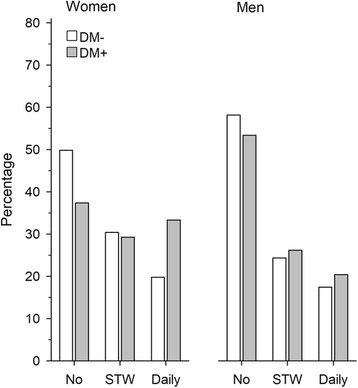 Women
Men
80
70
60
50
40
30
20
10
0
Percentage
DM-
DM+
No
STW
Daily
No
STW
Daily